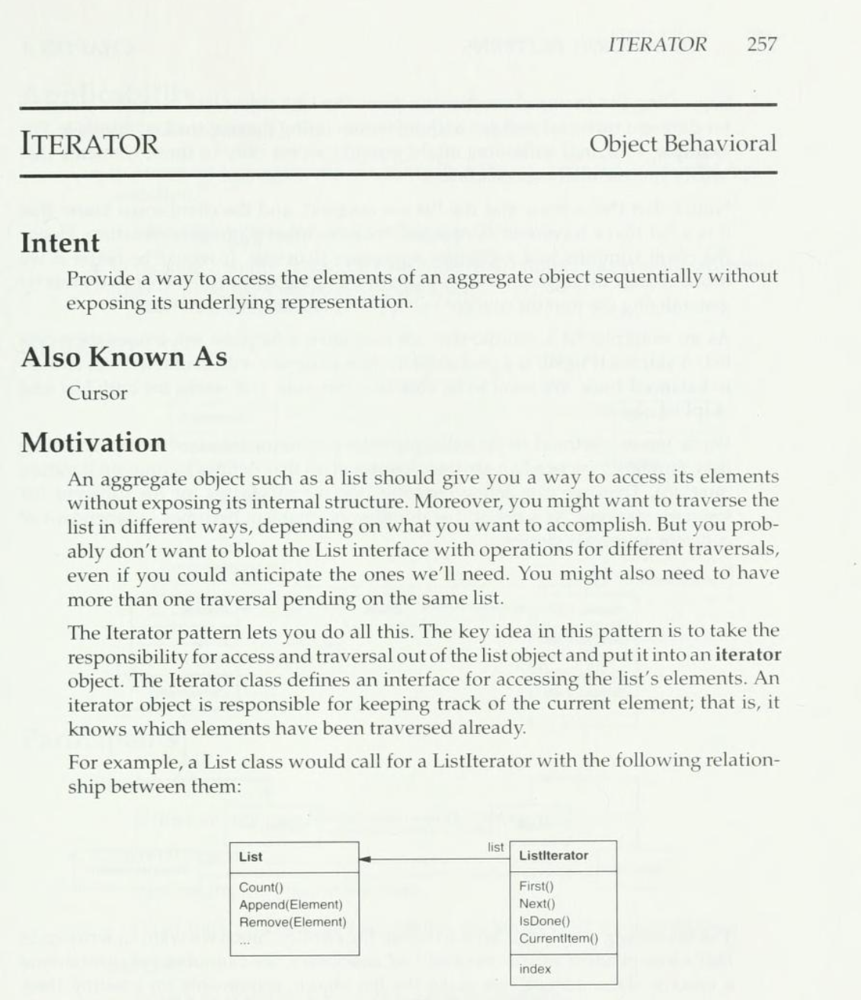 ITERATOR 257
ITERATOR Object Behavioral
Intent
Provide a way to access the elements of an aggregate object sequentially without
exposing its underlying representation.
Also Known As
Cursor
Motivation
An aggregate object such as a list should give you a way to access its elements
without exposing its internal structure. Moreover, you might want to traverse the
list in different ways, depending on what you want to accomplish. But you prob-
ably don't want to bloat the List interface with operations for different traversals,
even if you could anticipate the ones we'll need. You might also need to have
more than one traversal pending on the same list.
The Iterator pattern lets you do all this. The key idea in this pattern is to take the
responsibility for access and traversal out of the list object and put it into an iterator
object. The Iterator class defines an interface for accessing the list's elements. An
iterator object is responsible for keeping track of the current element; that is, it
knows which elements have been traversed already.
For example, a List class would call for a ListIterator with the following relation-
ship between them:
List
Count()
Append(Element)
Remove(Element)
...
list
ListIterator
First()
Next()
IsDone()
CurrentItem()
index